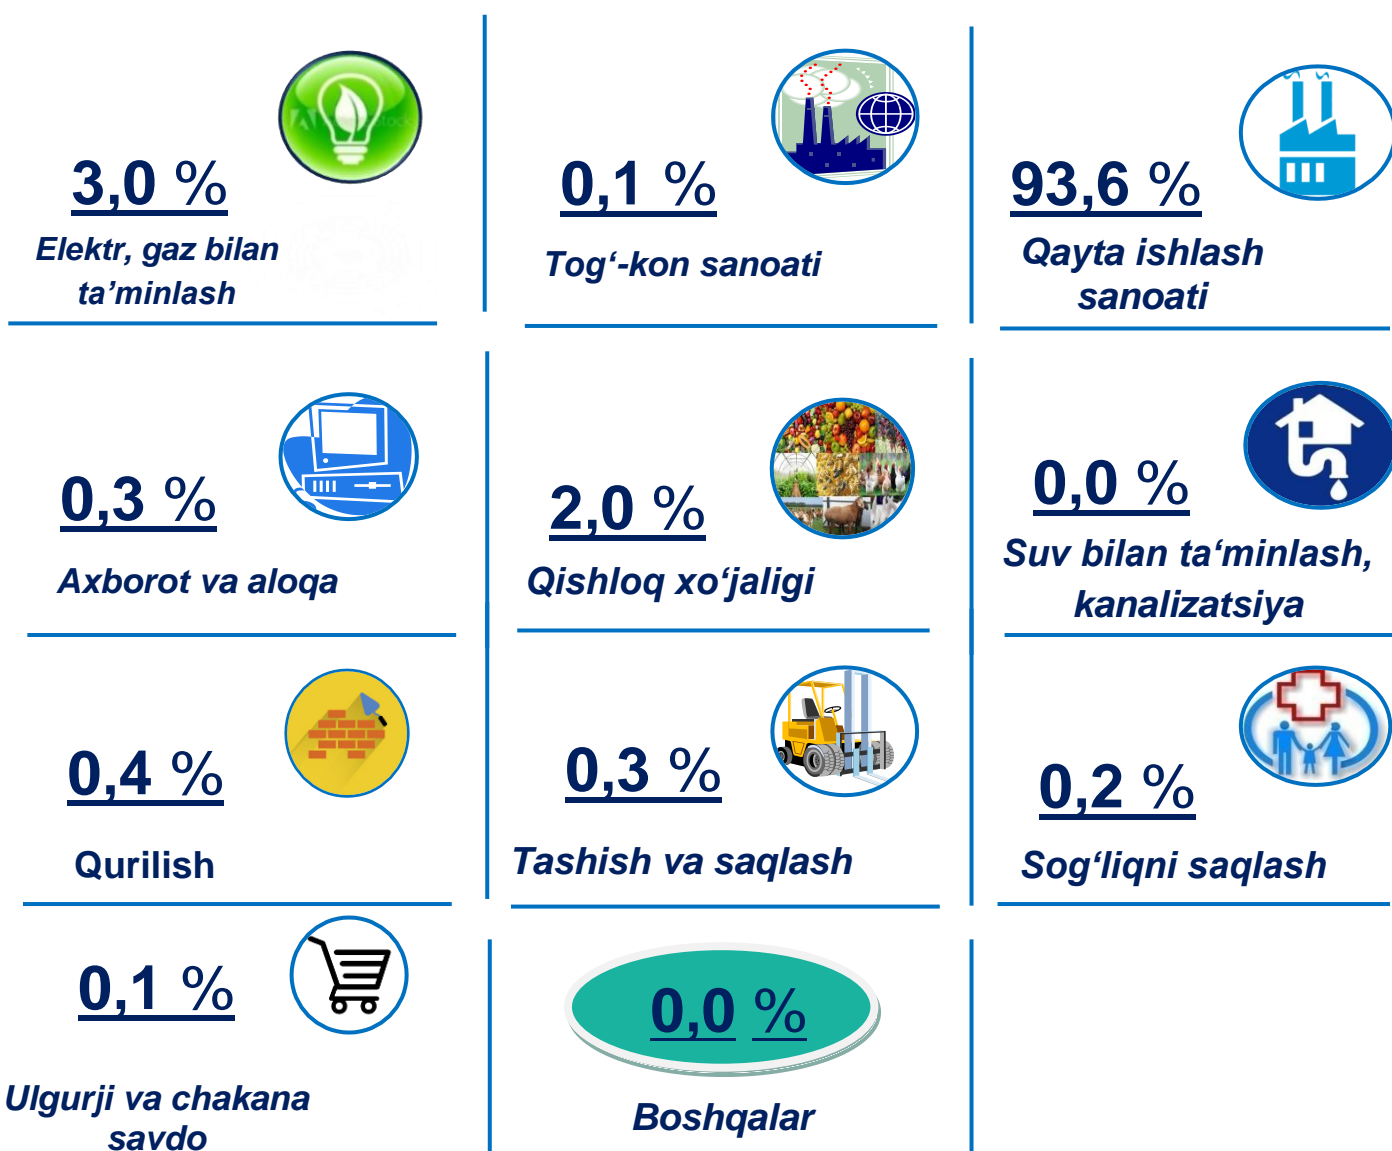 3,0 %
Elektr, gaz bilan
ta’minlash
0,1 %
Tog‘-kon sanoati
93,6 %
Qayta ishlash
sanoati
0,3 %
Axborot va aloqa
2,0 %
Qishloq xo‘jaligi
0,0 %
Suv bilan ta‘minlash,
kanalizatsiya
0,4 %
Qurilish
0,3 %
Tashish va saqlash
0,2 %
Sog‘liqni saqlash
0,1 %
Ulgurji va chakana
savdo
0,0 %
Boshqalar